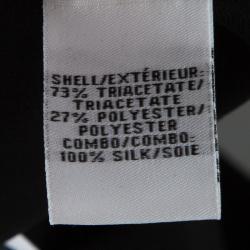 SHELL/EXTÉRIEUR:
73% TRIACETATE/
TRIACETATE
27% POLYESTER/
POLYESTER
COMBO/COMBO:
100% SILK/SOIE